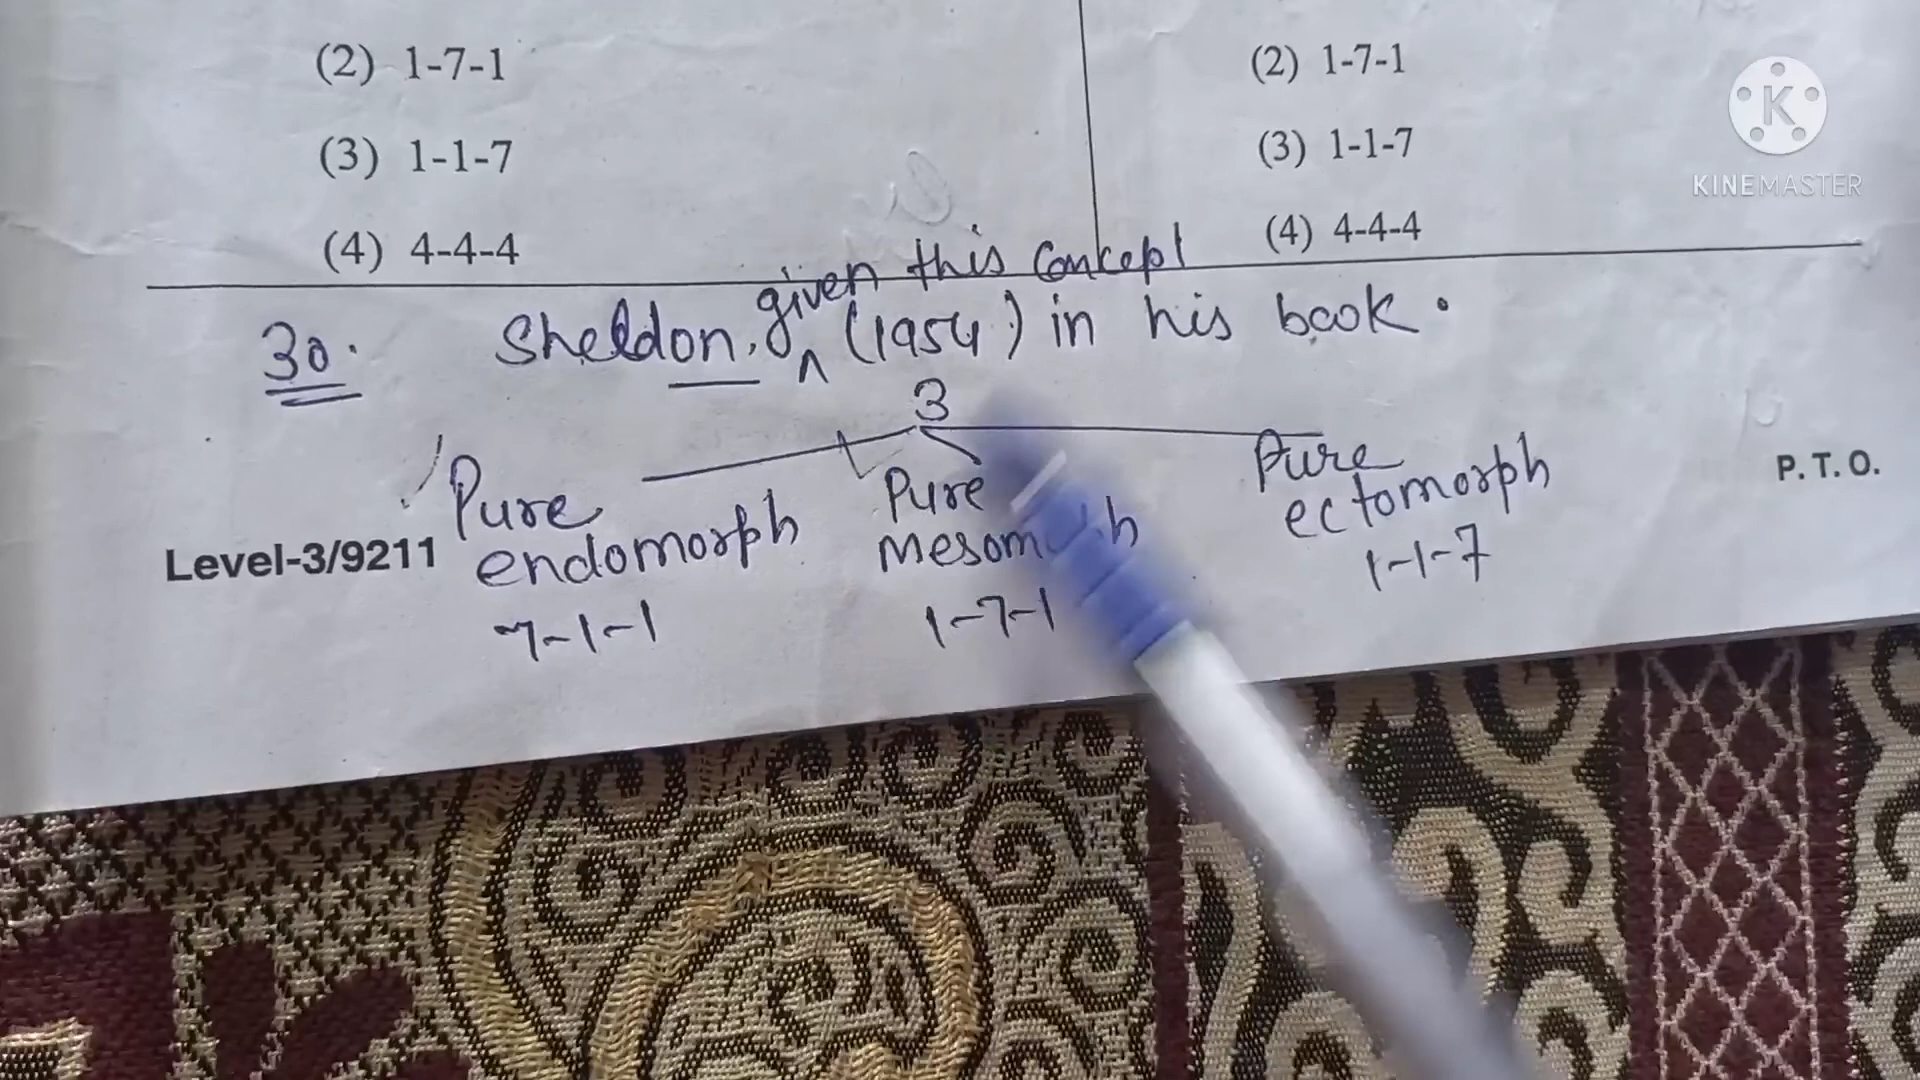 (2) 1-7-1
(3) 1-1-7
(4) 4-4-4
(2) 1-7-1
(3) 1-1-7
(4) 4-4-4
KINEMASTER
given this concept
30. Sheldon, ^ (1954) in his book.
3
Pure endomorph
7-1-1
Pure
1-7-1
Pure ectomorph
1-1-7
P. T. O.
Level-3/9211